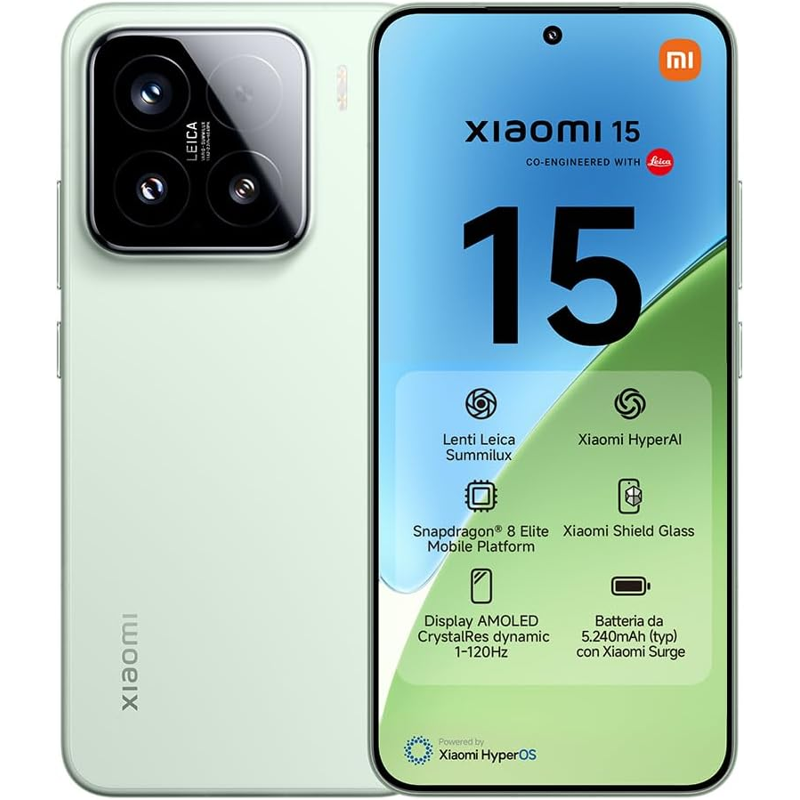 LEICA
xiaomi
mi
xiaomi 15
CO-ENGINEERED WITH Leica
15
Lenti Leica
Summilux
Xiaomi HyperAI
Snapdragon® 8 Elite
Mobile Platform
Xiaomi Shield Glass
Display AMOLED
CrystalRes dynamic
1-120Hz
Batteria da
5.240mAh (typ)
con Xiaomi Surge
Powered by
Xiaomi HyperOS